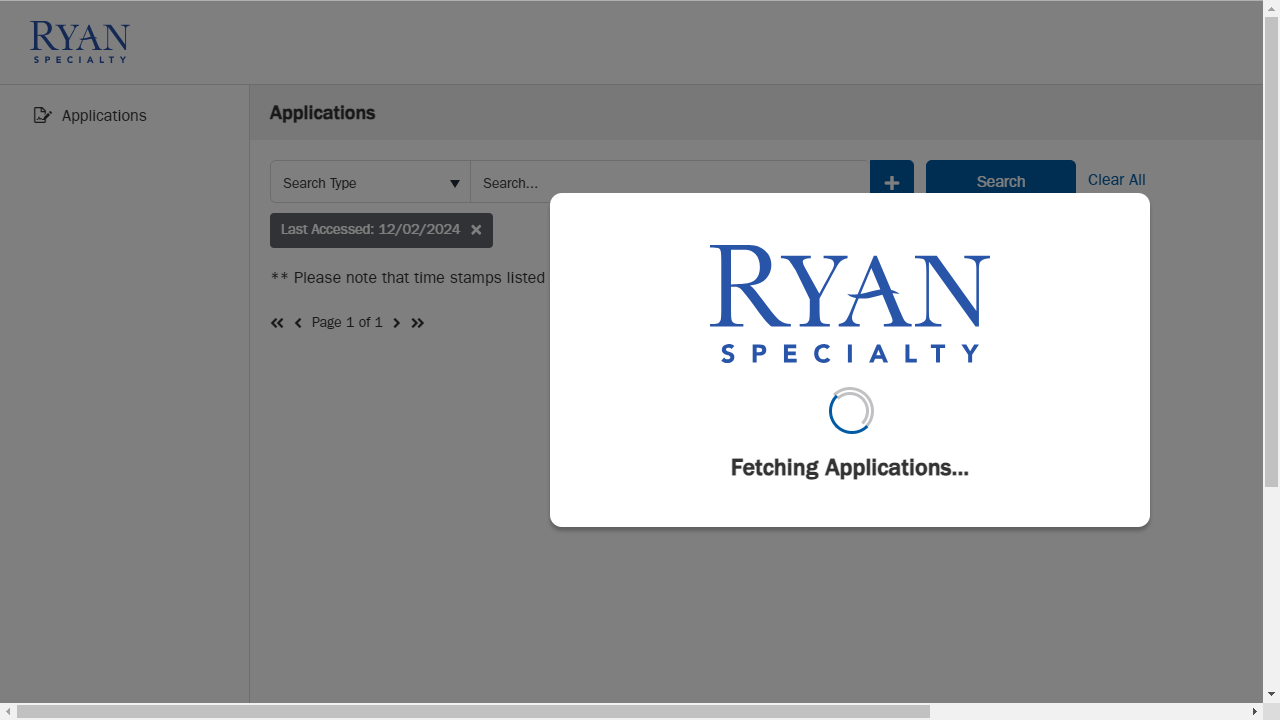 RYAN
SPECIALTY
Applications
Applications
Search Type
Search...
Search
Clear All
Last Accessed: 12/02/2024
** Please note that time stamps listed
Page 1 of 1
RYAN
SPECIALTY
Fetching Applications...